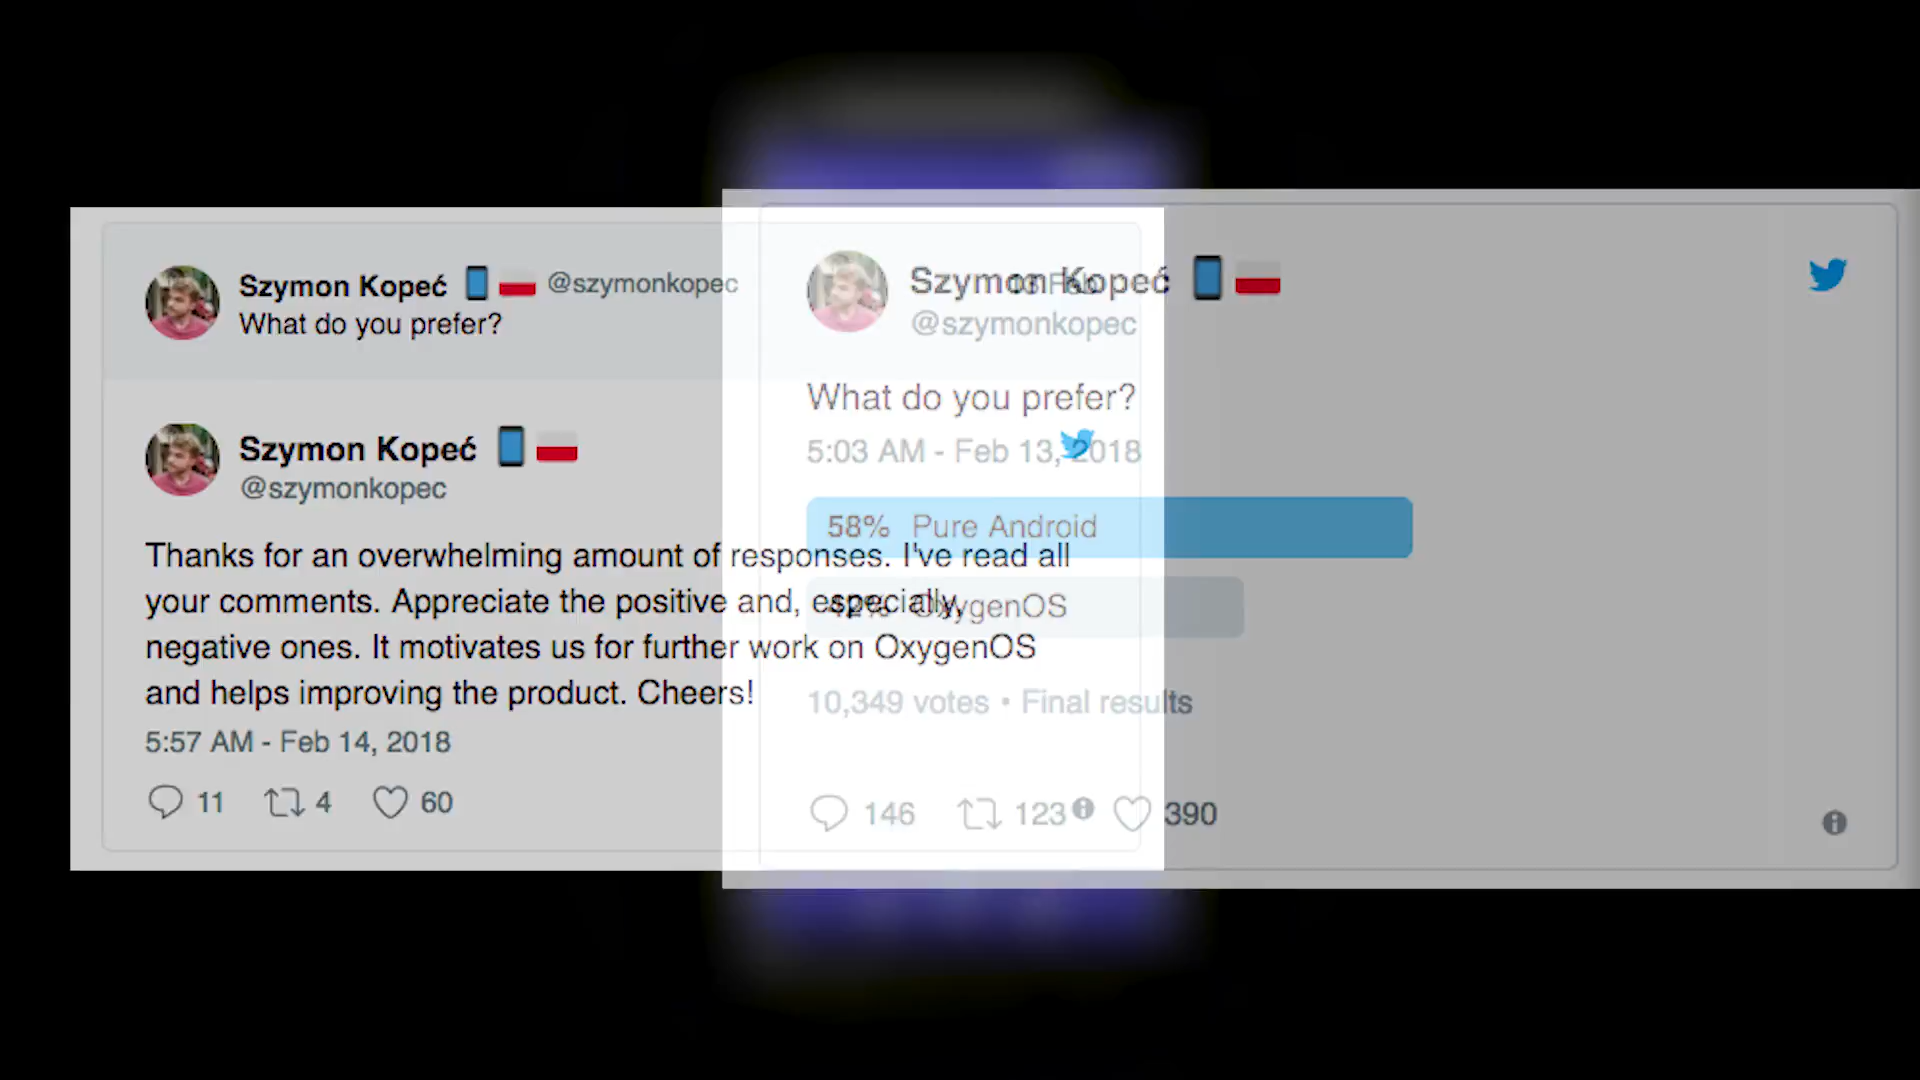 Szymon Kopeć @szymonkopec 13 Feb
What do you prefer?
Szymon Kopeć
@szymonkopec
Thanks for an overwhelming amount of responses. I've read all
your comments. Appreciate the positive and, especially,
negative ones. It motivates us for further work on OxygenOS
and helps improving the product. Cheers!
5:57 AM - Feb 14, 2018
11 4 60
Szymon Kopeć
@szymonkopec
What do you prefer?
5:03 AM - Feb 13, 2018
58% Pure Android
42% OxygenOS
10,349 votes • Final results
146 123 390